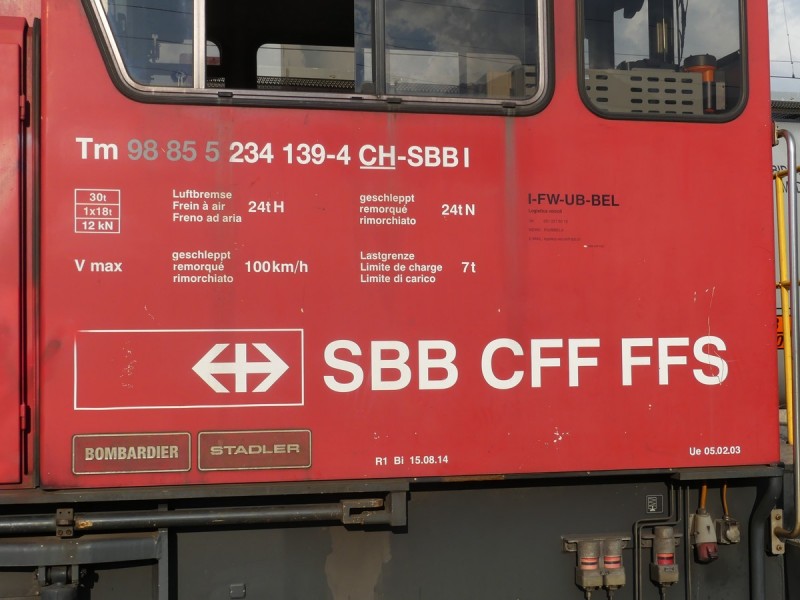 Tm 98 85 5 234 139-4 CH-SBB I
30t
1x18t
12 kN
Luftbremse
Frein à air
Freno ad aria
24t H
geschleppt
remorqué
rimorchiato
24t N
I-FW-UB-BEL
V max
geschleppt
remorqué
rimorchiato
100km/h
Lastgrenze
Limite de charge
Limite di carico
7t
SBB CFF FFS
BOMBARDIER
STADLER
R1 Bi 15.08.14
Ue 05.02.03